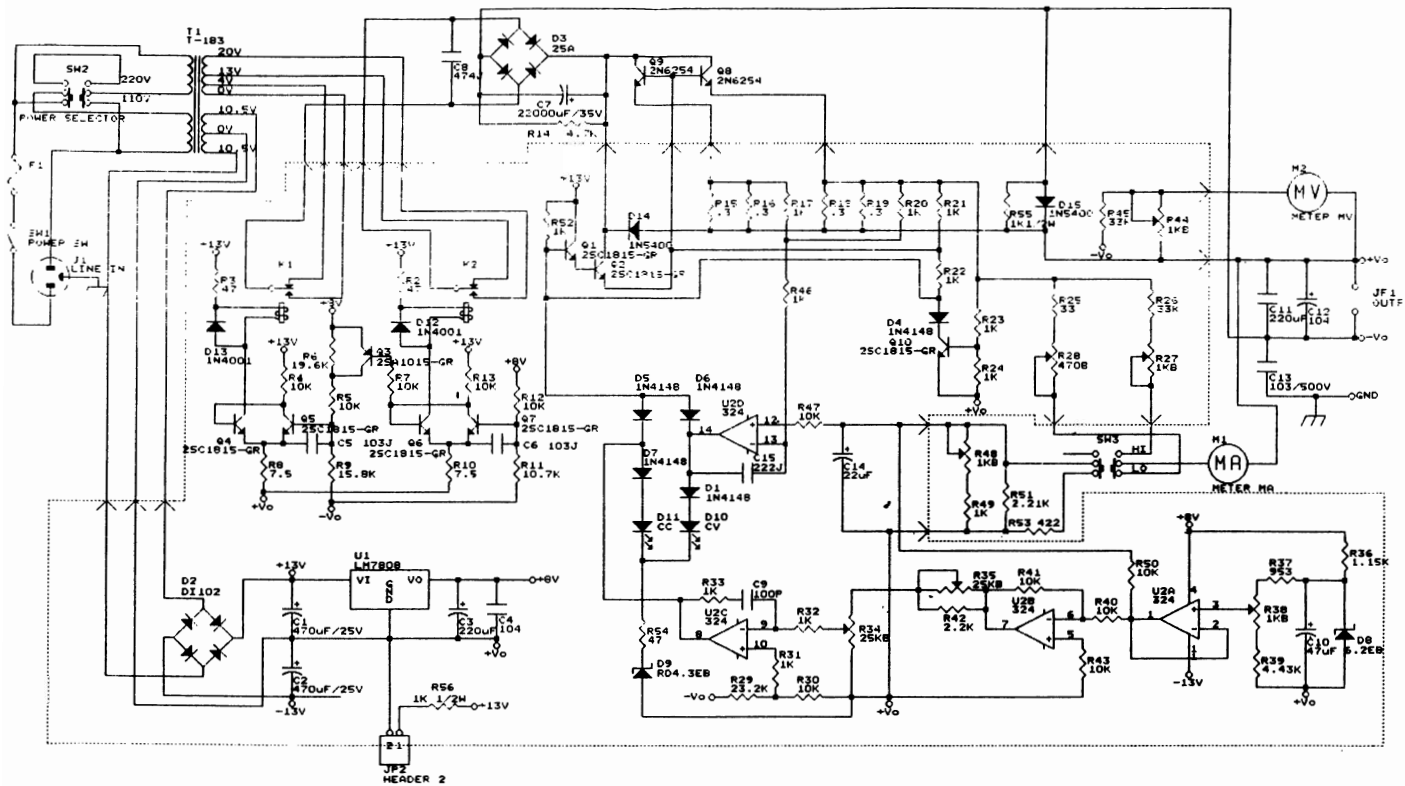 T1
T-183
20V
13V
4V
0V
10.5V
0V
10.5V
SW2
220V
110V
POWER SELECTOR
F1
SW1
POWER SW
J1
LINE IN
C8
474J
D3
25A
C7
22000uF/35V
R14 4.7K
Q9
2N6254
Q8
2N6254
+13V
R52
1K
Q1
2SC1815-GR
Q2
2SC1815-GR
D14
1N5400
R15
.3
R16
.3
R17
1K
R18
.3
R19
.3
R20
1K
R21
1K
R55
1K1/2W
D15
1N5400
R45
33K
-Vo
R44
1KB
M2
MV
METER MV
+Vo
JF1
-Vo
C11
220uF
C12
104
C13
103/500V
GND
+13V
R3
47
D13
1N4001
+13V
R4
10K
Q4
2SC1815-GR
Q5
2SC1815-GR
R8
7.5
+Vo
C5 103J
+8V
R6
19.6K
R5
10K
R9
15.8K
-Vo
Q3
2SA1015-GR
+13V
R2
47
D12
1N4001
R7
10K
+13V
R13
10K
Q6
2SC1815-GR
R10
7.5
C6 103J
+8V
R12
10K
Q7
2SC1815-GR
R11
10.7K
R46
1K
R22
1K
D4
1N4148
Q10
2SC1815-GR
R23
1K
R24
1K
+Vo
R25
33
R28
470B
R26
33K
R27
1KB
D5
1N4148
D6
1N4148
D7
1N4148
D1
1N4148
D11
CC
D10
CV
U2D
324
14
12
13
R47
10K
C15
222J
C14
22uF
R48
1KB
R49
1K
R51
2.21K
R53 422
SW3
HI
LO
M1
MA
METER MA
D2
DI102
+13V
C1
470uF/25V
C2
470uF/25V
-13V
U1
LM7808
VI
VO
GND
+8V
C3
220uF
C4
104
+Vo
R56
1K 1/2W
+13V
21
JP2
HEADER 2
R54
47
D9
RD4.3EB
R33
1K
C9
100P
U2C
324
8
9
10
R32
1K
R31
1K
-Vo
R29
23.2K
R30
10K
R34
25KB
R35
25KB
R42
2.2K
R41
10K
U2B
324
7
6
5
R40
10K
R43
10K
+Vo
R50
10K
U2A
324
+8V
4
1
3
2
-13V
R37
953
R38
1KB
R39
4.43K
C10
47uF
+Vo
R36
1.15K
D8
6.2EB